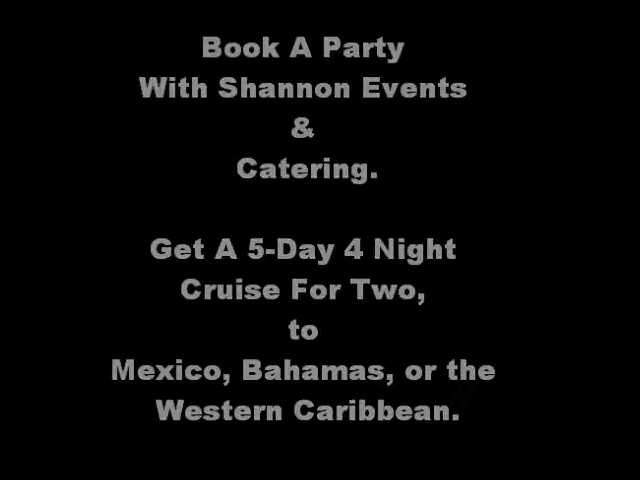 Book A Party
With Shannon Events
&
Catering.
Get A 5-Day 4 Night
Cruise For Two,
to
Mexico, Bahamas, or the
Western Caribbean.